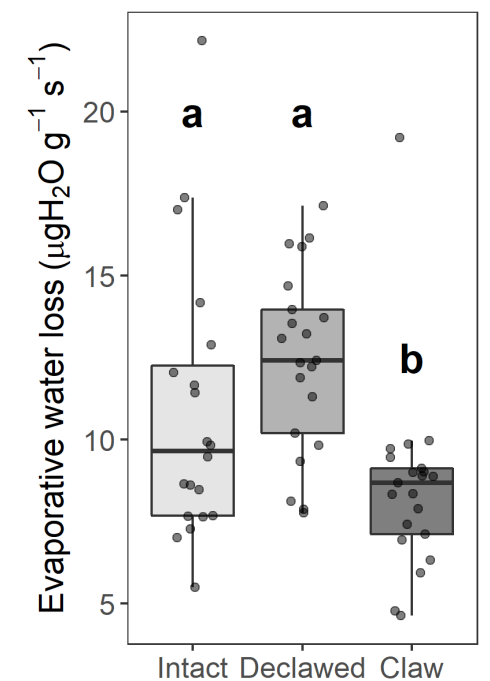 Evaporative water loss (μgH₂O g⁻¹ s⁻¹)
20
15
10
5
a
a
b
Intact Declawed Claw